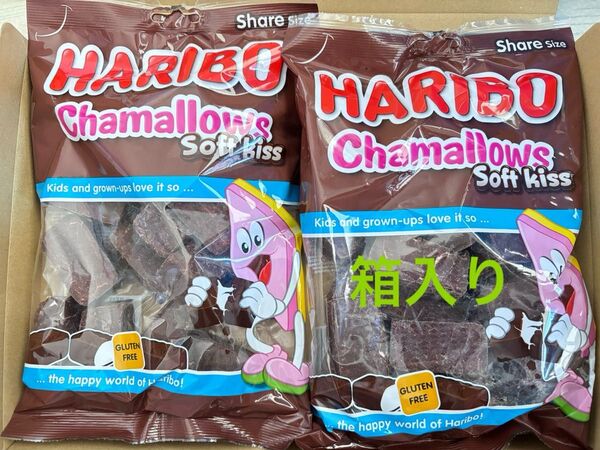 Share Size
HARIBO
Chamallows
Soft kiss
Kids and grown-ups love it so ...
GLUTEN
FREE
... the happy world of Haribo!
Share Size
HARIBO
Chamallows
Soft kiss
Kids and grown-ups love it so ...
箱入り
GLUTEN
FREE
... the happy world of Haribo!